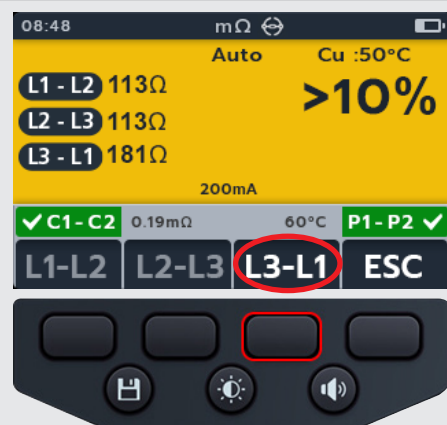 08:48 mΩ
Auto Cu :50°C
L1 - L2 113Ω
>10%
L2 - L3 113Ω
L3 - L1 181Ω
200mA
✓ C1 - C2 0.19mΩ 60°C P1 - P2 ✓
L1-L2 L2-L3 L3-L1 ESC